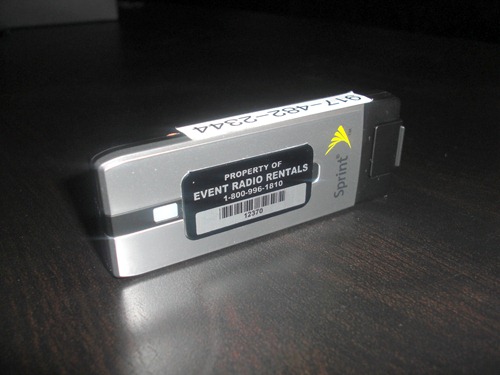 917-482-2344
PROPERTY OF
EVENT RADIO RENTALS
1-800-996-1810
12370
Sprint